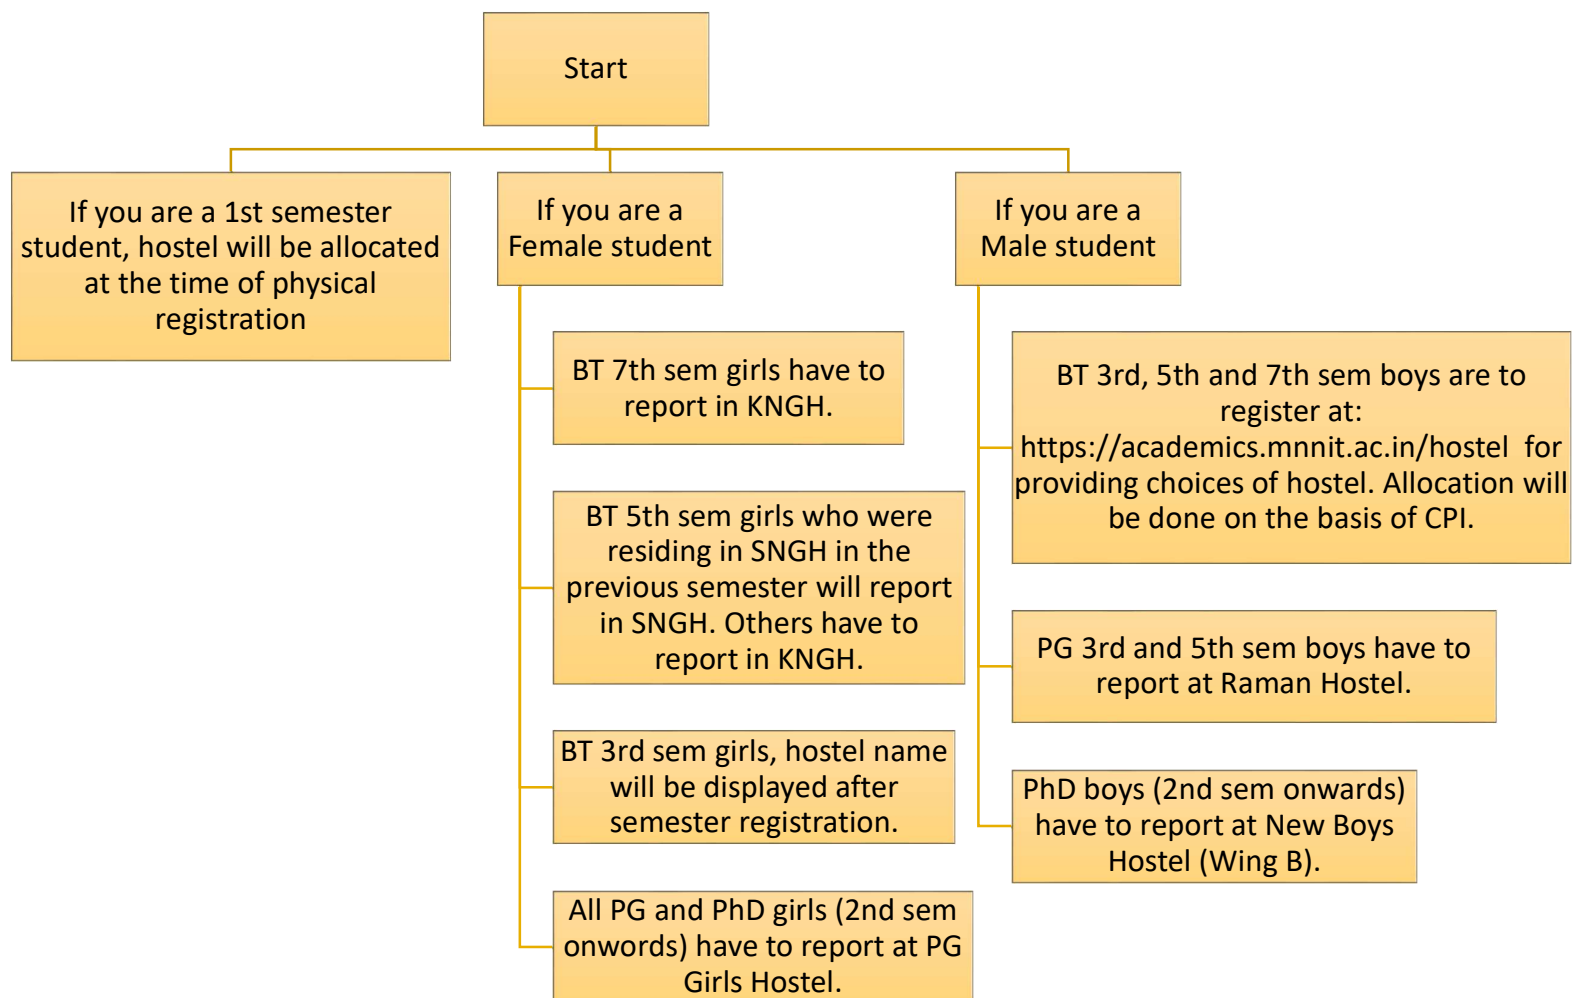 Start
If you are a 1st semester
student, hostel will be allocated
at the time of physical
registration
If you are a
Female student
BT 7th sem girls have to
report in KNGH.
BT 5th sem girls who were
residing in SNGH in the
previous semester will report
in SNGH. Others have to
report in KNGH.
BT 3rd sem girls, hostel name
will be displayed after
semester registration.
All PG and PhD girls (2nd sem
onwords) have to report at PG
Girls Hostel.
If you are a
Male student
BT 3rd, 5th and 7th sem boys are to
register at:
https://academics.mnnit.ac.in/hostel for
providing choices of hostel. Allocation will
be done on the basis of CPI.
PG 3rd and 5th sem boys have to
report at Raman Hostel.
PhD boys (2nd sem onwards)
have to report at New Boys
Hostel (Wing B).